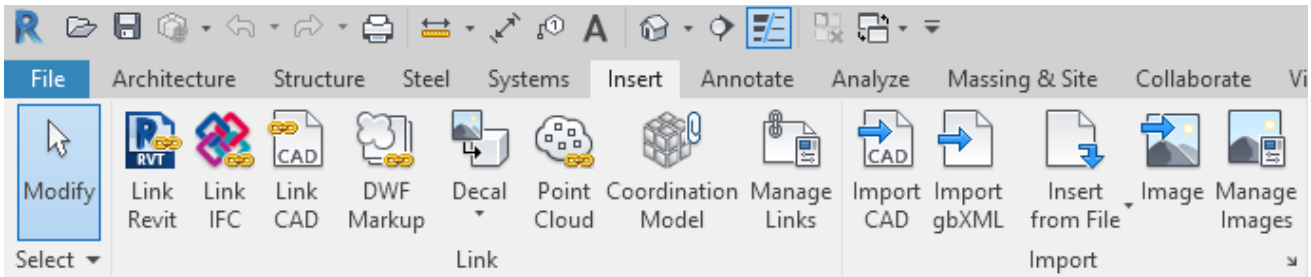 R
1
A
File Architecture Structure Steel Systems Insert Annotate Analyze Massing & Site Collaborate Vi
R
RVT CAD CAD
Modify Link Link Link DWF Decal Point Coordination Manage Import Import Insert Image Manage
Revit IFC CAD Markup Cloud Model Links CAD gbXML from File Images
Select Link Import